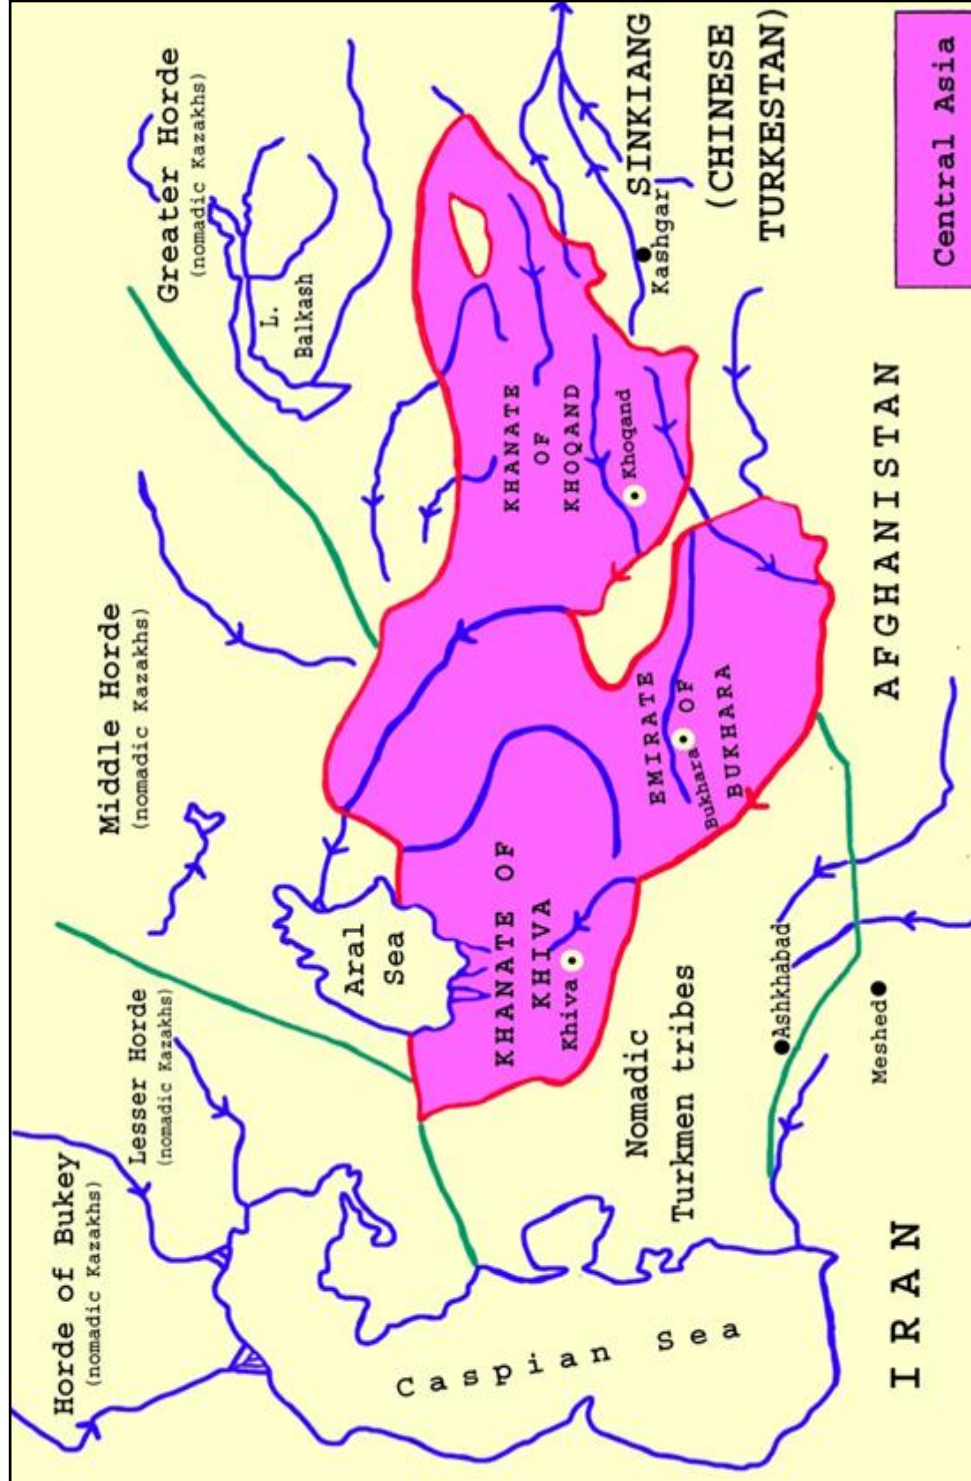 Horde of Bukey
(nomadic Kazakhs)
Lesser Horde
(nomadic Kazakhs)
Middle Horde
(nomadic Kazakhs)
Greater Horde
(nomadic Kazakhs)
L.
Balkash
Aral
Sea
Caspian Sea
KHANATE OF
KHIVA
Khiva
KHANATE
OF
KHOQAND
Khoqand
EMIRATE
OF
Bukhara
BUKHARA
SINKIANG
Kashgar
(CHINESE
TURKESTAN)
Nomadic
Turkmen tribes
Ashkhabad
Meshed
IRAN
AFGHANISTAN
Central Asia